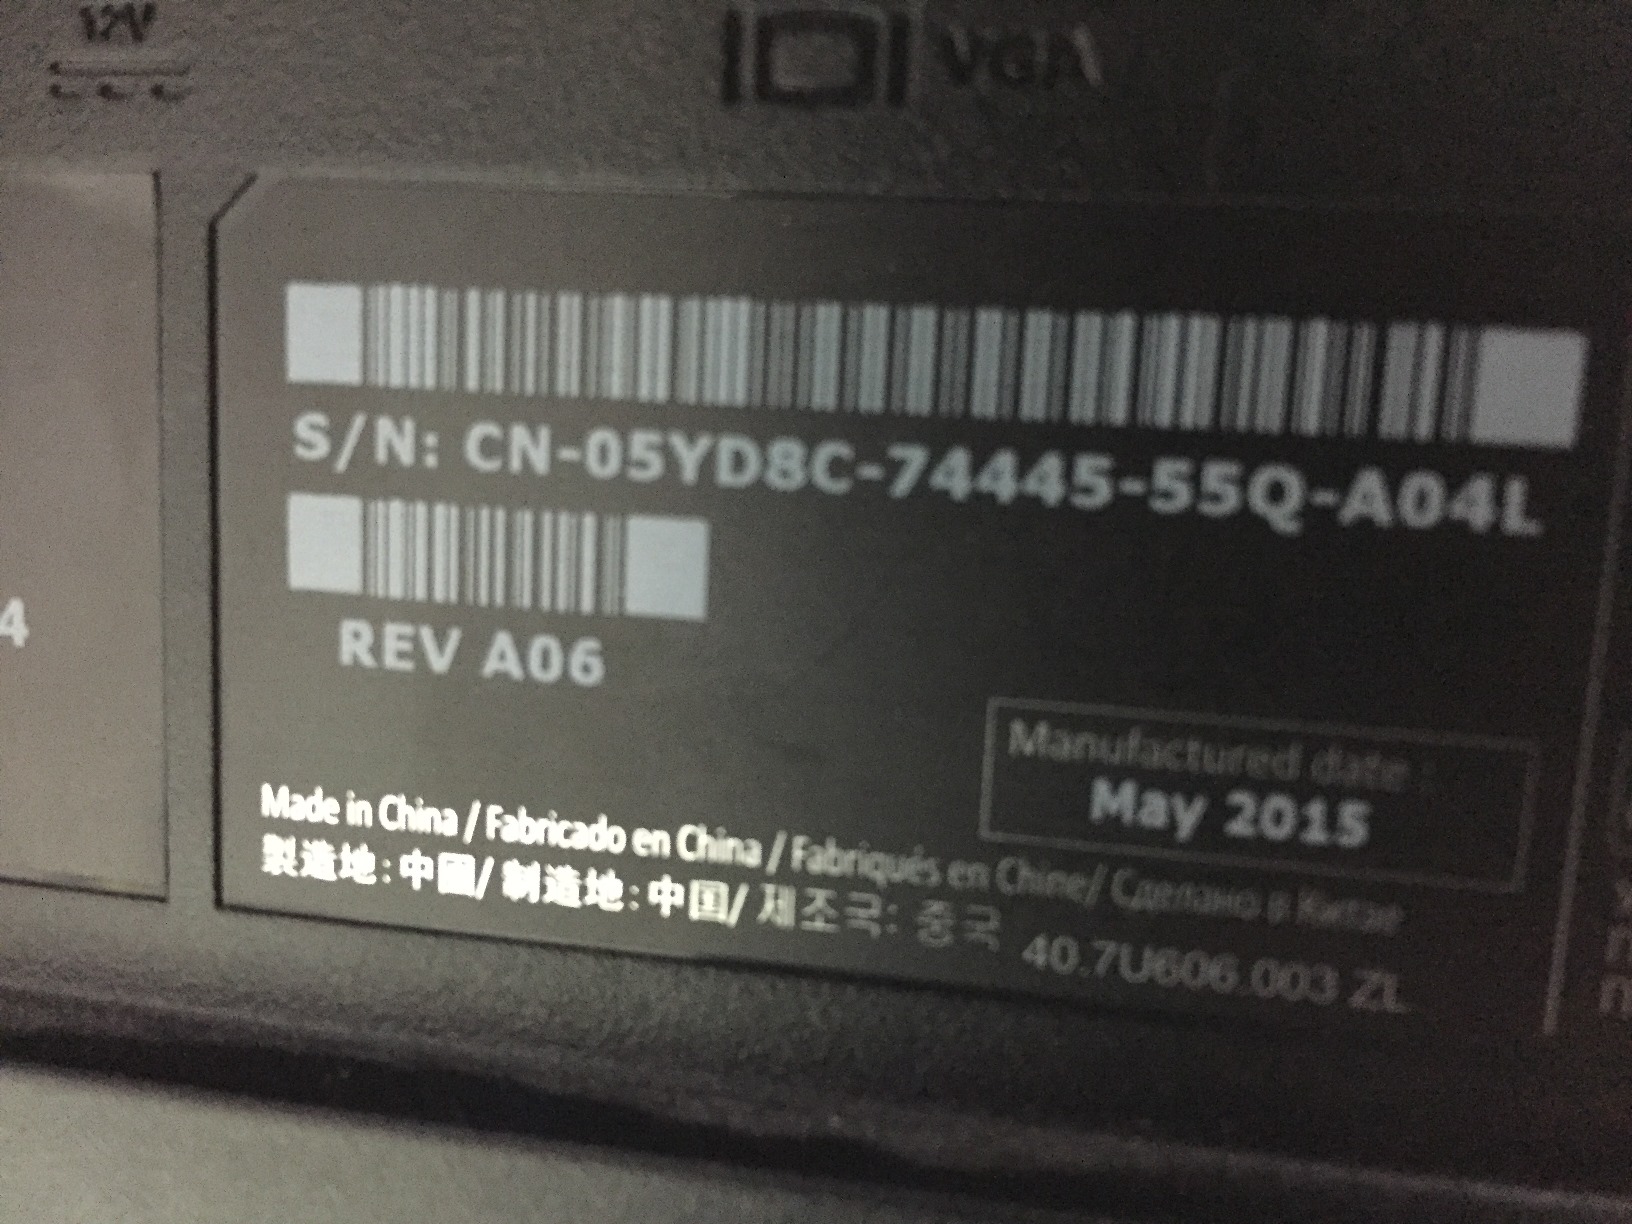 12V
VGA
S/N: CN-05YD8C-74445-55Q-A04L
4
REV A06
Manufactured date :
May 2015
Made in China / Fabricado en China / Fabriqués en Chine/ Сделано в Китае
製造地: 中國/ 制造地: 中国/ 제조국: 중국
40.7U606.003 ZL